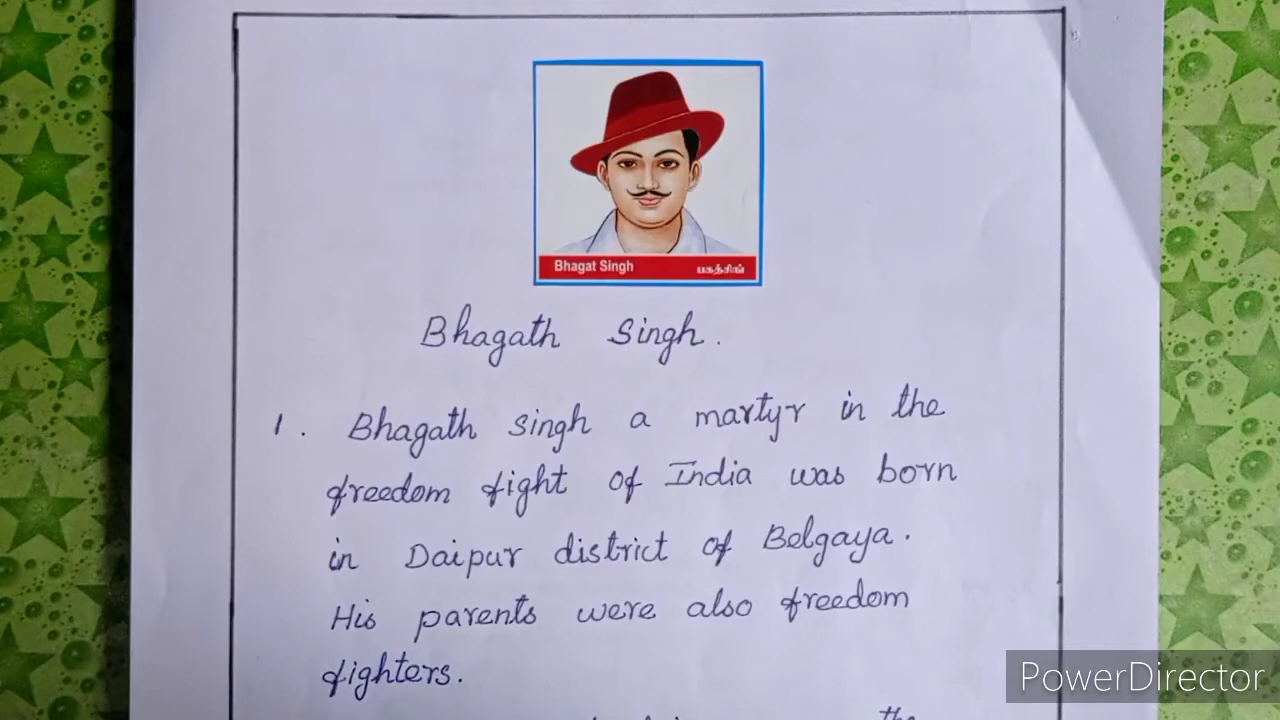 Bhagat Singh பகத்சிங்
Bhagath Singh.
1. Bhagath Singh a martyr in the
freedom fight of India was born
in Daipur district of Belgaya.
His parents were also freedom
fighters.
the
PowerDirector